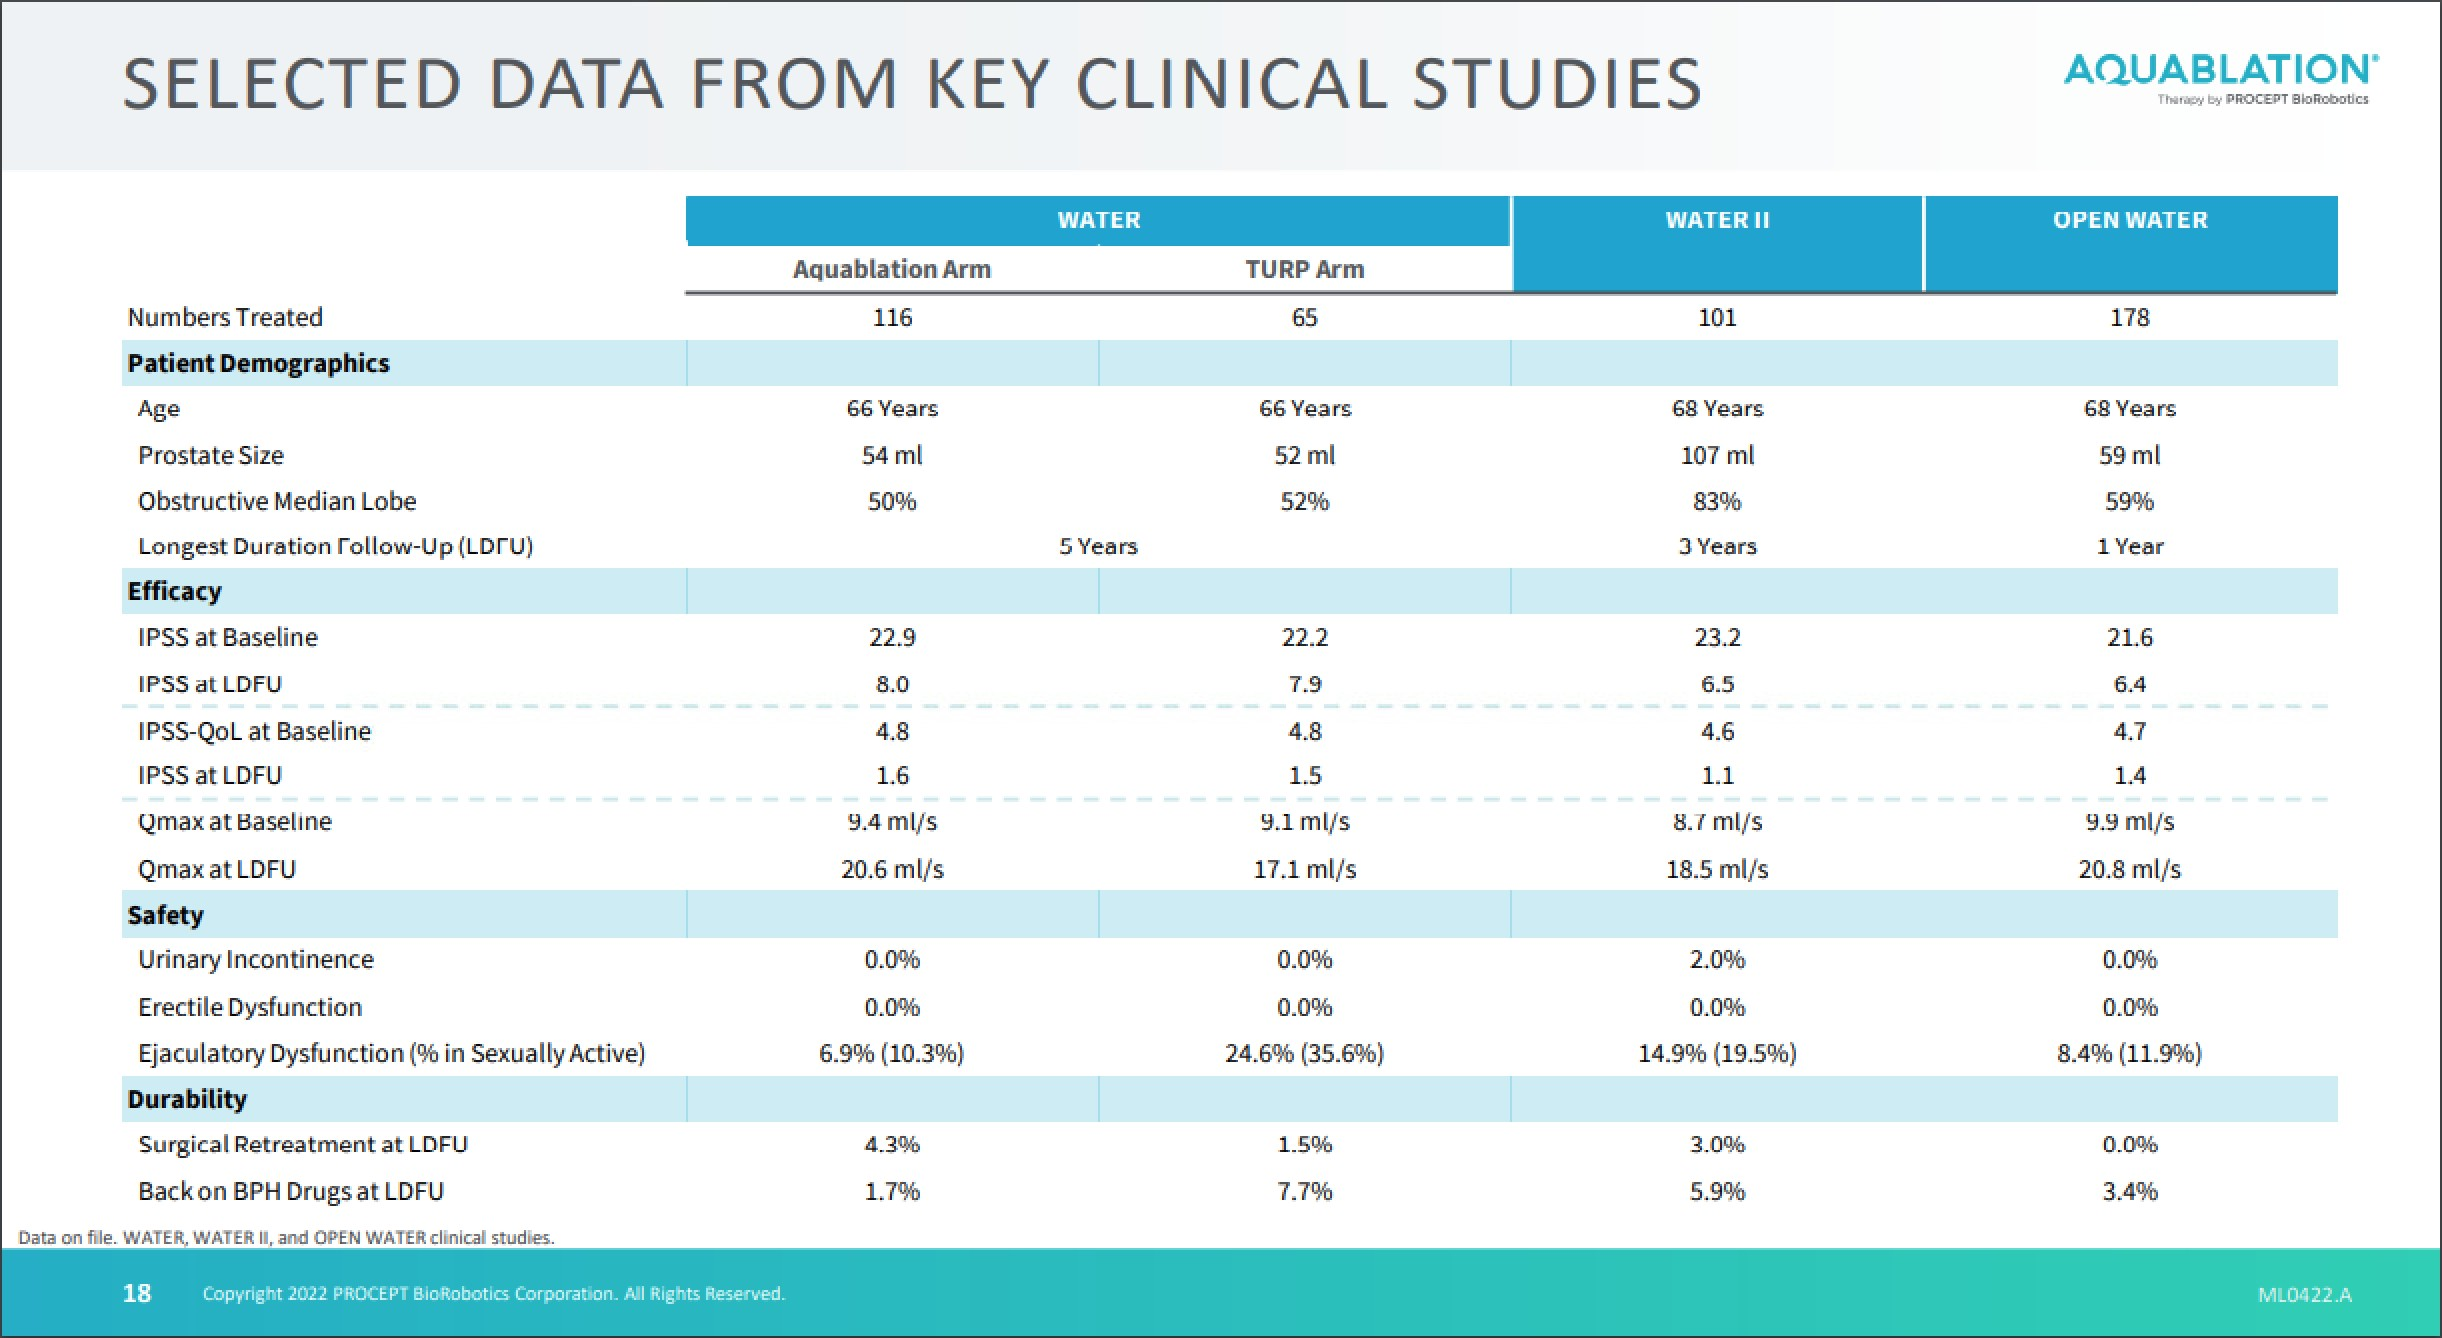 SELECTED DATA FROM KEY CLINICAL STUDIES
AQUABLATION®
Therapy by PROCEPT BioRobotics
WATER WATER II OPEN WATER
Aquablation Arm TURP Arm
Numbers Treated 116 65 101 178
Patient Demographics
Age 66 Years 66 Years 68 Years 68 Years
Prostate Size 54 ml 52 ml 107 ml 59 ml
Obstructive Median Lobe 50% 52% 83% 59%
Longest Duration Follow-Up (LDFU) 5 Years 3 Years 1 Year
Efficacy
IPSS at Baseline 22.9 22.2 23.2 21.6
IPSS at LDFU 8.0 7.9 6.5 6.4
IPSS-QoL at Baseline 4.8 4.8 4.6 4.7
IPSS at LDFU 1.6 1.5 1.1 1.4
Qmax at Baseline 9.4 ml/s 9.1 ml/s 8.7 ml/s 9.9 ml/s
Qmax at LDFU 20.6 ml/s 17.1 ml/s 18.5 ml/s 20.8 ml/s
Safety
Urinary Incontinence 0.0% 0.0% 2.0% 0.0%
Erectile Dysfunction 0.0% 0.0% 0.0% 0.0%
Ejaculatory Dysfunction (% in Sexually Active) 6.9% (10.3%) 24.6% (35.6%) 14.9% (19.5%) 8.4% (11.9%)
Durability
Surgical Retreatment at LDFU 4.3% 1.5% 3.0% 0.0%
Back on BPH Drugs at LDFU 1.7% 7.7% 5.9% 3.4%
Data on file. WATER, WATER II, and OPEN WATER clinical studies.
18 Copyright 2022 PROCEPT BioRobotics Corporation. All Rights Reserved. ML0422.A